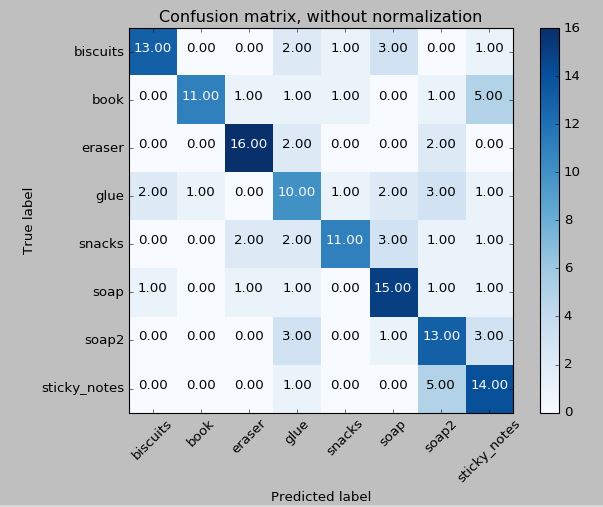 Confusion matrix, without normalization
biscuits 13.00 0.00 0.00 2.00 1.00 3.00 0.00 1.00
book 0.00 11.00 1.00 1.00 1.00 0.00 1.00 5.00
eraser 0.00 0.00 16.00 2.00 0.00 0.00 2.00 0.00
glue 2.00 1.00 0.00 10.00 1.00 2.00 3.00 1.00
snacks 0.00 0.00 2.00 2.00 11.00 3.00 1.00 1.00
soap 1.00 0.00 1.00 1.00 0.00 15.00 1.00 1.00
soap2 0.00 0.00 0.00 3.00 0.00 1.00 13.00 3.00
sticky_notes 0.00 0.00 0.00 1.00 0.00 0.00 5.00 14.00
biscuits book eraser glue snacks soap soap2 sticky_notes
True label
Predicted label
16
14
12
10
8
6
4
2
0